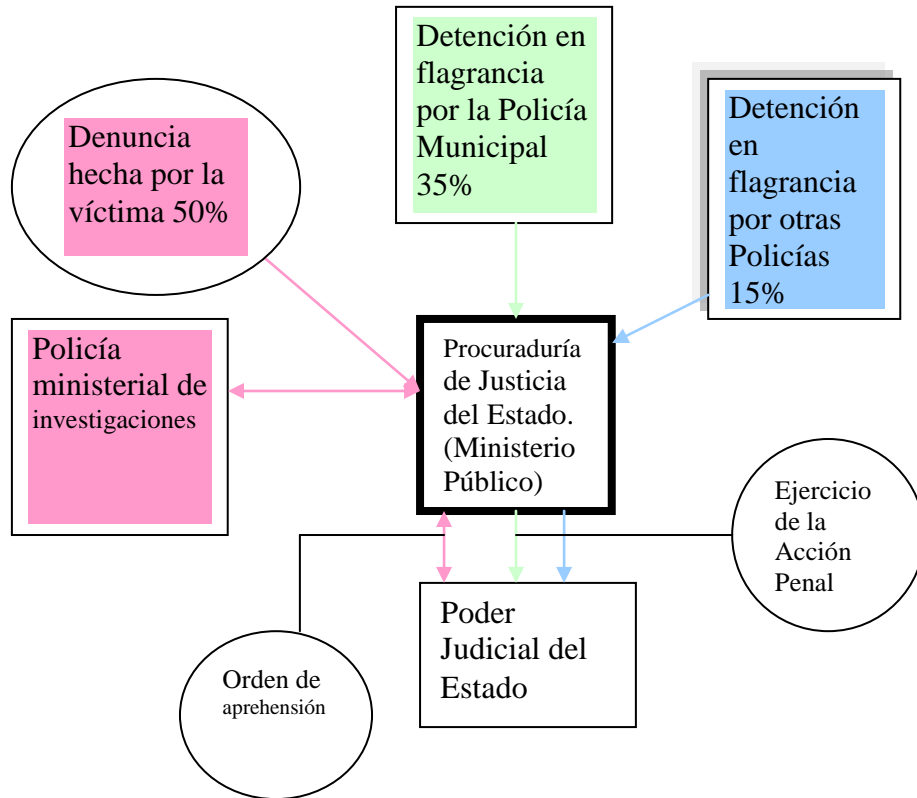 Denuncia
hecha por la
víctima 50%
Detención en
flagrancia
por la Policía
Municipal
35%
Detención
en
flagrancia
por otras
Policías
15%
Policía
ministerial de
investigaciones
Procuraduría
de Justicia
del Estado.
(Ministerio
Público)
Ejercicio
de la
Acción
Penal
Poder
Judicial del
Estado
Orden de
aprehensión